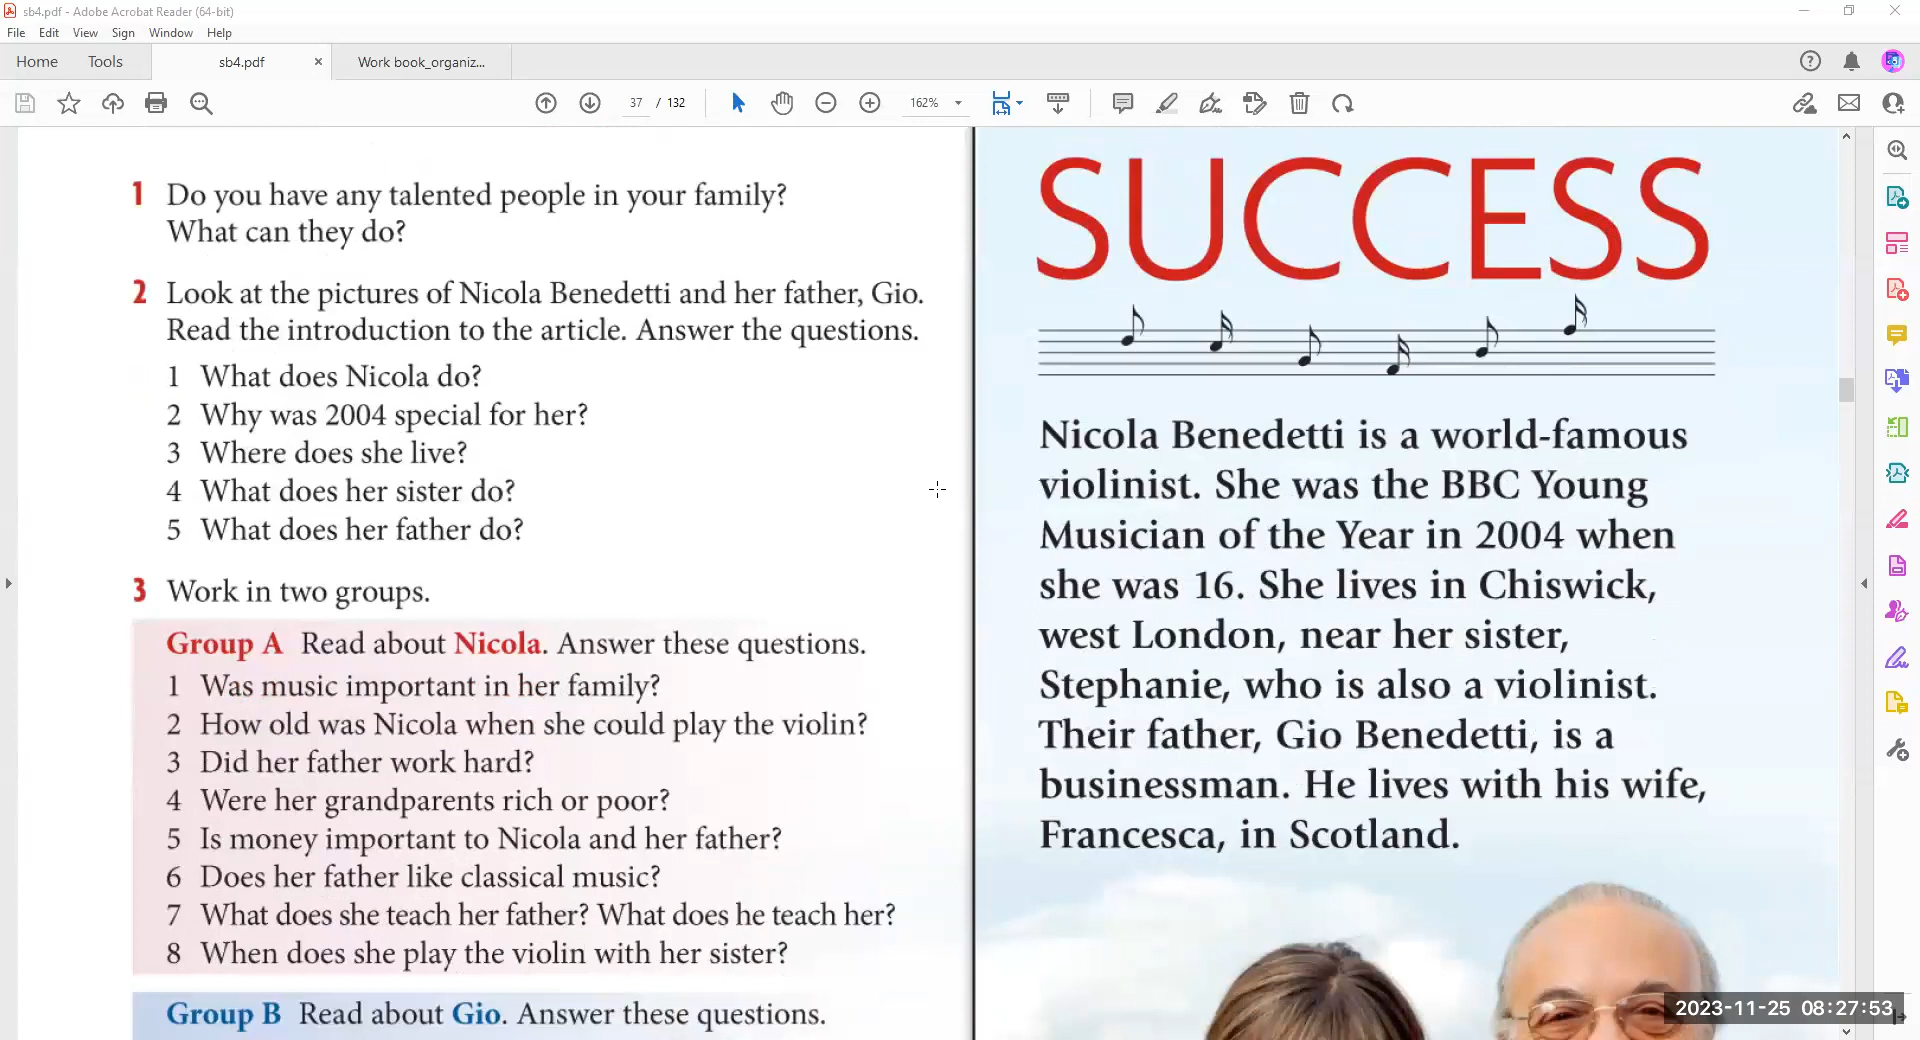 sb4.pdf - Adobe Acrobat Reader (64-bit)
File Edit View Sign Window Help
Home Tools sb4.pdf × Work book_organiz...
37 / 132 162%
1 Do you have any talented people in your family?
What can they do?
2 Look at the pictures of Nicola Benedetti and her father, Gio.
Read the introduction to the article. Answer the questions.
1 What does Nicola do?
2 Why was 2004 special for her?
3 Where does she live?
4 What does her sister do?
5 What does her father do?
3 Work in two groups.
Group A Read about Nicola. Answer these questions.
1 Was music important in her family?
2 How old was Nicola when she could play the violin?
3 Did her father work hard?
4 Were her grandparents rich or poor?
5 Is money important to Nicola and her father?
6 Does her father like classical music?
7 What does she teach her father? What does he teach her?
8 When does she play the violin with her sister?
Group B Read about Gio. Answer these questions.
SUCCESS
Nicola Benedetti is a world-famous
violinist. She was the BBC Young
Musician of the Year in 2004 when
she was 16. She lives in Chiswick,
west London, near her sister,
Stephanie, who is also a violinist.
Their father, Gio Benedetti, is a
businessman. He lives with his wife,
Francesca, in Scotland.
2023-11-25 08:27:53